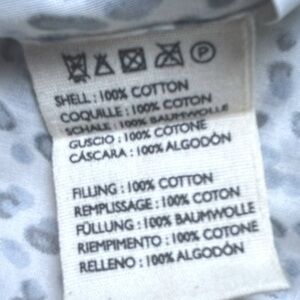 P
SHELL : 100% COTTON
COQUILLE : 100% COTON
SCHALE : 100% BAUMWOLLE
GUSCIO : 100% COTONE
CÁSCARA : 100% ALGODÓN
FILLING : 100% COTTON
REMPLISSAGE : 100% COTON
FÜLLUNG : 100% BAUMWOLLE
RIEMPIMENTO : 100% COTONE
RELLENO : 100% ALGODÓN